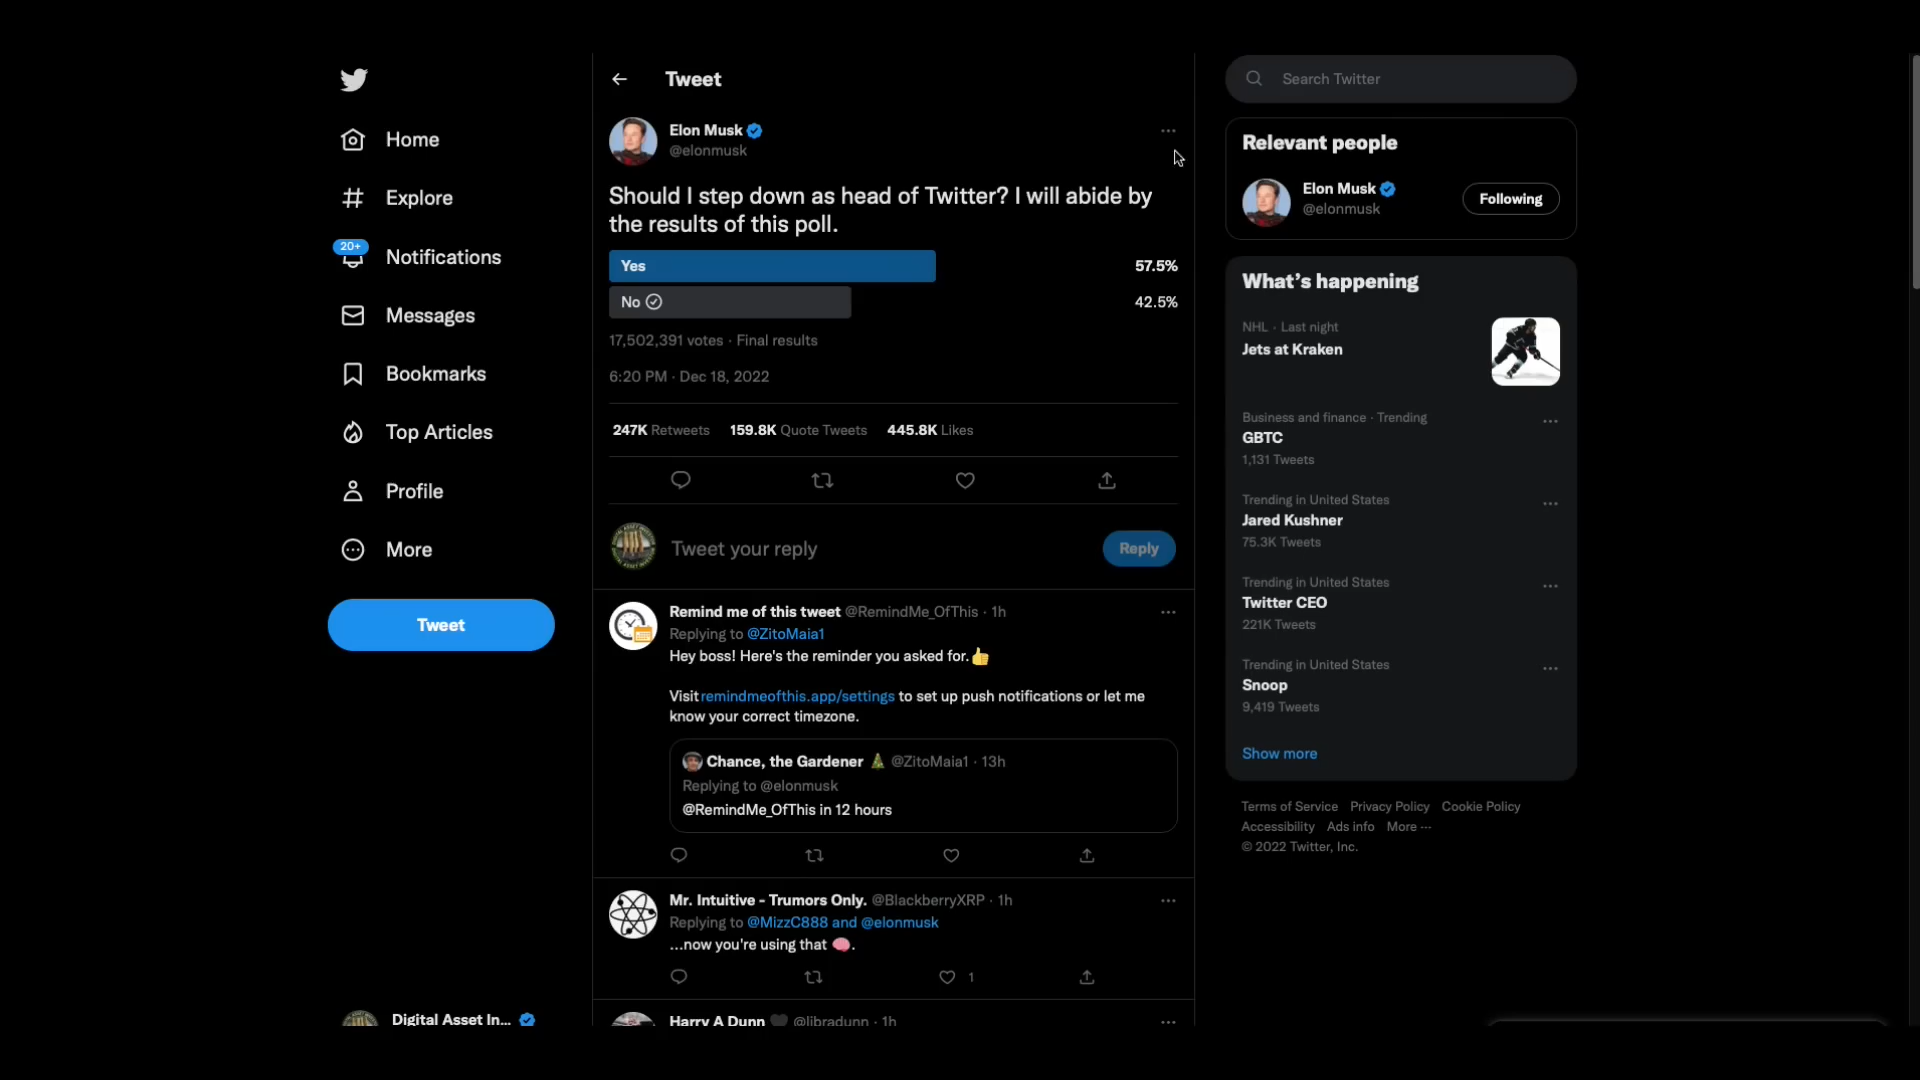 Home
Explore
20+
Notifications
Messages
Bookmarks
Top Articles
Profile
More
Tweet
Digital Asset In...
Tweet
Elon Musk
@elonmusk
Should I step down as head of Twitter? I will abide by
the results of this poll.
Yes 57.5%
No 42.5%
17,502,391 votes · Final results
6:20 PM · Dec 18, 2022
247K Retweets 159.8K Quote Tweets 445.8K Likes
Tweet your reply
Reply
Remind me of this tweet @RemindMe_OfThis · 1h
Replying to @ZitoMaia1
Hey boss! Here's the reminder you asked for.👍
Visit remindmeofthis.app/settings to set up push notifications or let me
know your correct timezone.
Chance, the Gardener 🎄 @ZitoMaia1 · 13h
Replying to @elonmusk
@RemindMe_OfThis in 12 hours
Mr. Intuitive - Trumors Only. @BlackberryXRP · 1h
Replying to @MizzC888 and @elonmusk
...now you're using that 🧠.
1
Harry A Dunn 🖤 @libradunn · 1h
Search Twitter
Relevant people
Elon Musk
@elonmusk
Following
What's happening
NHL · Last night
Jets at Kraken
Business and finance · Trending
GBTC
1,131 Tweets
Trending in United States
Jared Kushner
75.3K Tweets
Trending in United States
Twitter CEO
221K Tweets
Trending in United States
Snoop
9,419 Tweets
Show more
Terms of Service Privacy Policy Cookie Policy
Accessibility Ads info More ···
© 2022 Twitter, Inc.